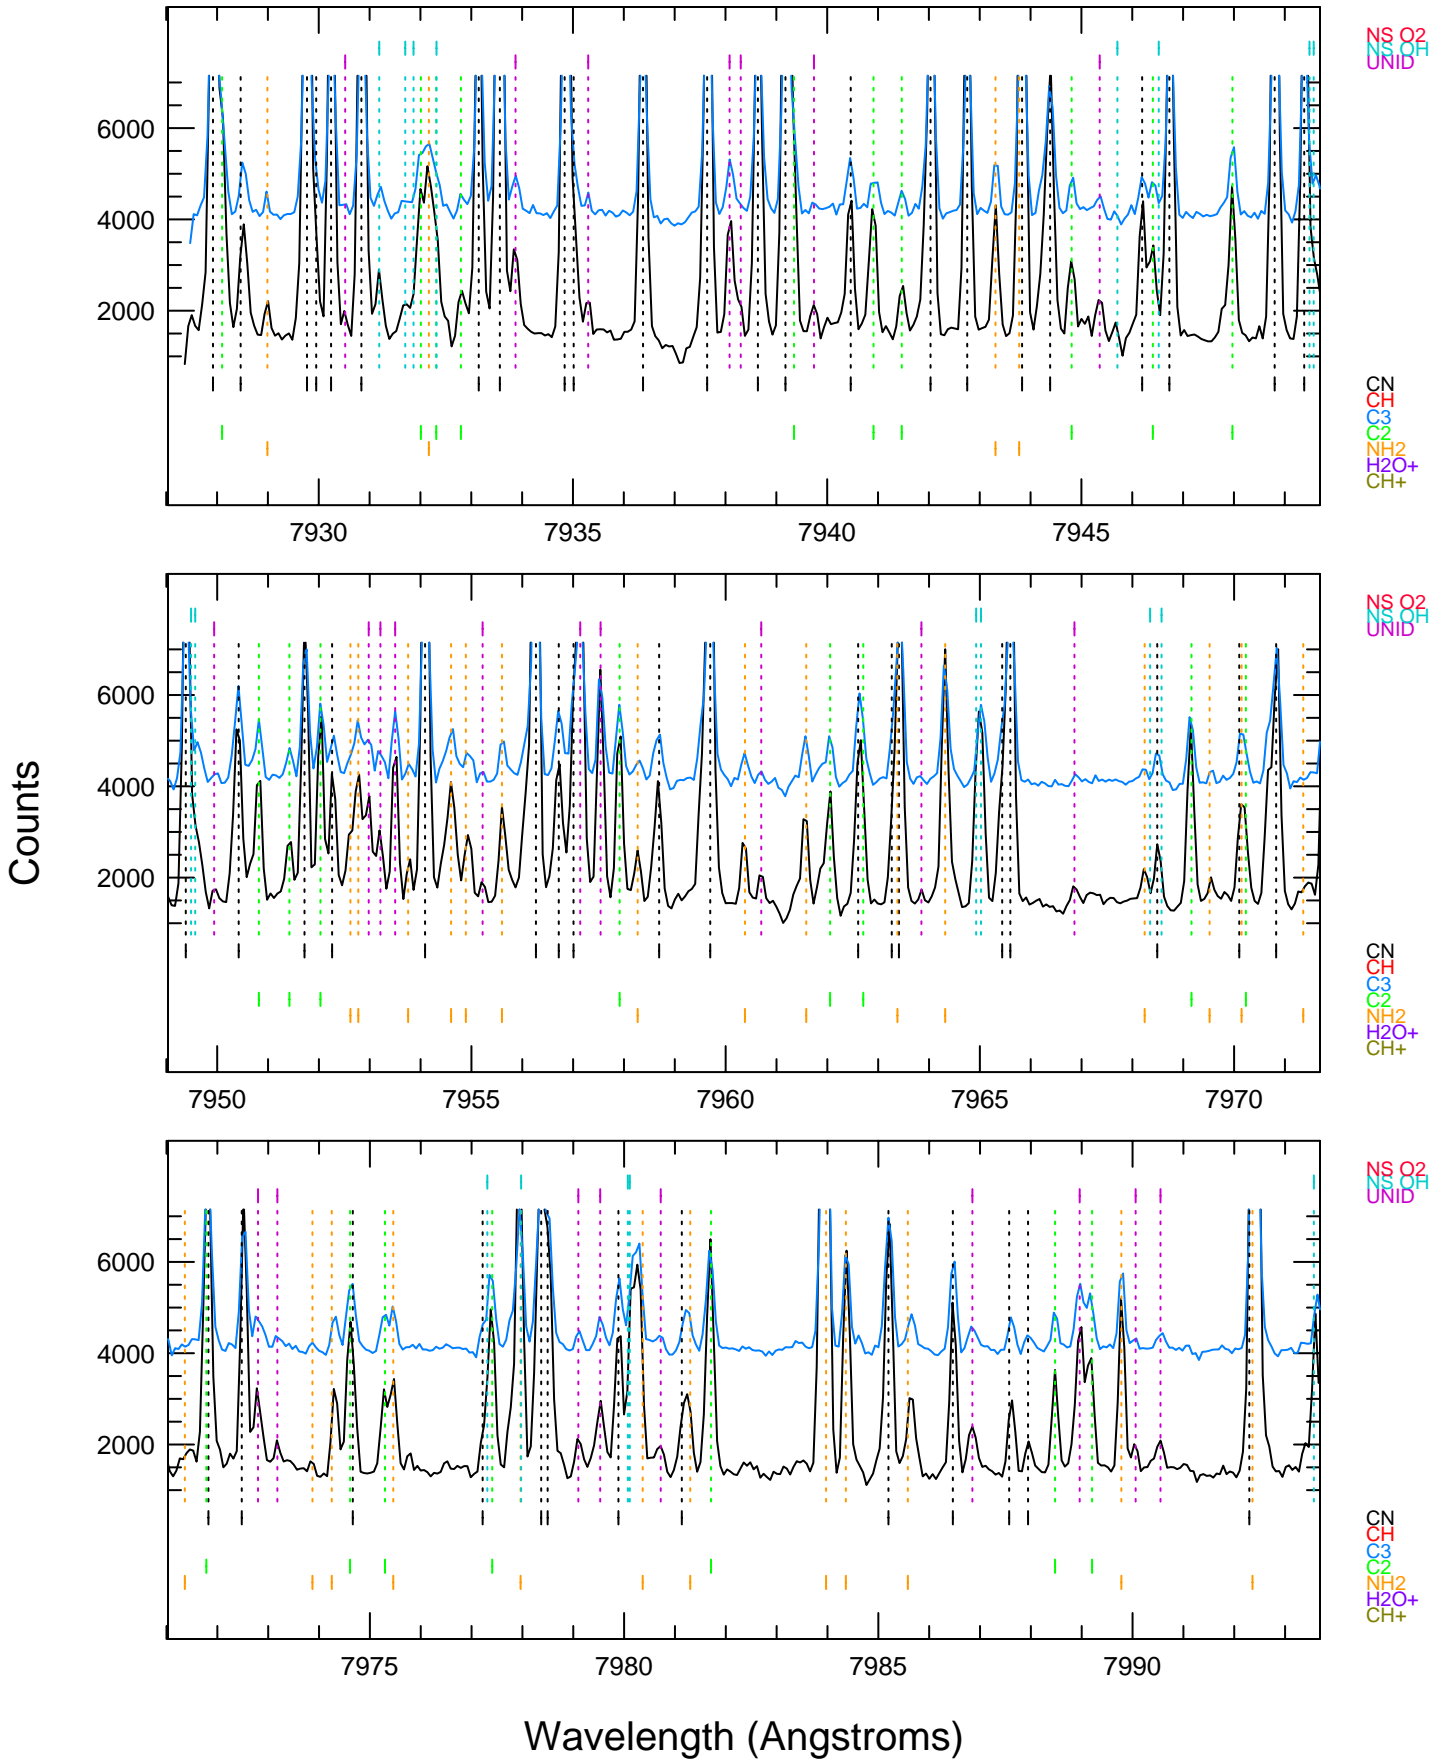 NS O2
NS OH
UNID
6000
4000
2000
CN
CH
C3
C2
NH2
H2O+
CH+
7930 7935 7940 7945
NS O2
NS OH
UNID
6000
4000
2000
Counts
CN
CH
C3
C2
NH2
H2O+
CH+
7950 7955 7960 7965 7970
NS O2
NS OH
UNID
6000
4000
2000
CN
CH
C3
C2
NH2
H2O+
CH+
7975 7980 7985 7990
Wavelength (Angstroms)